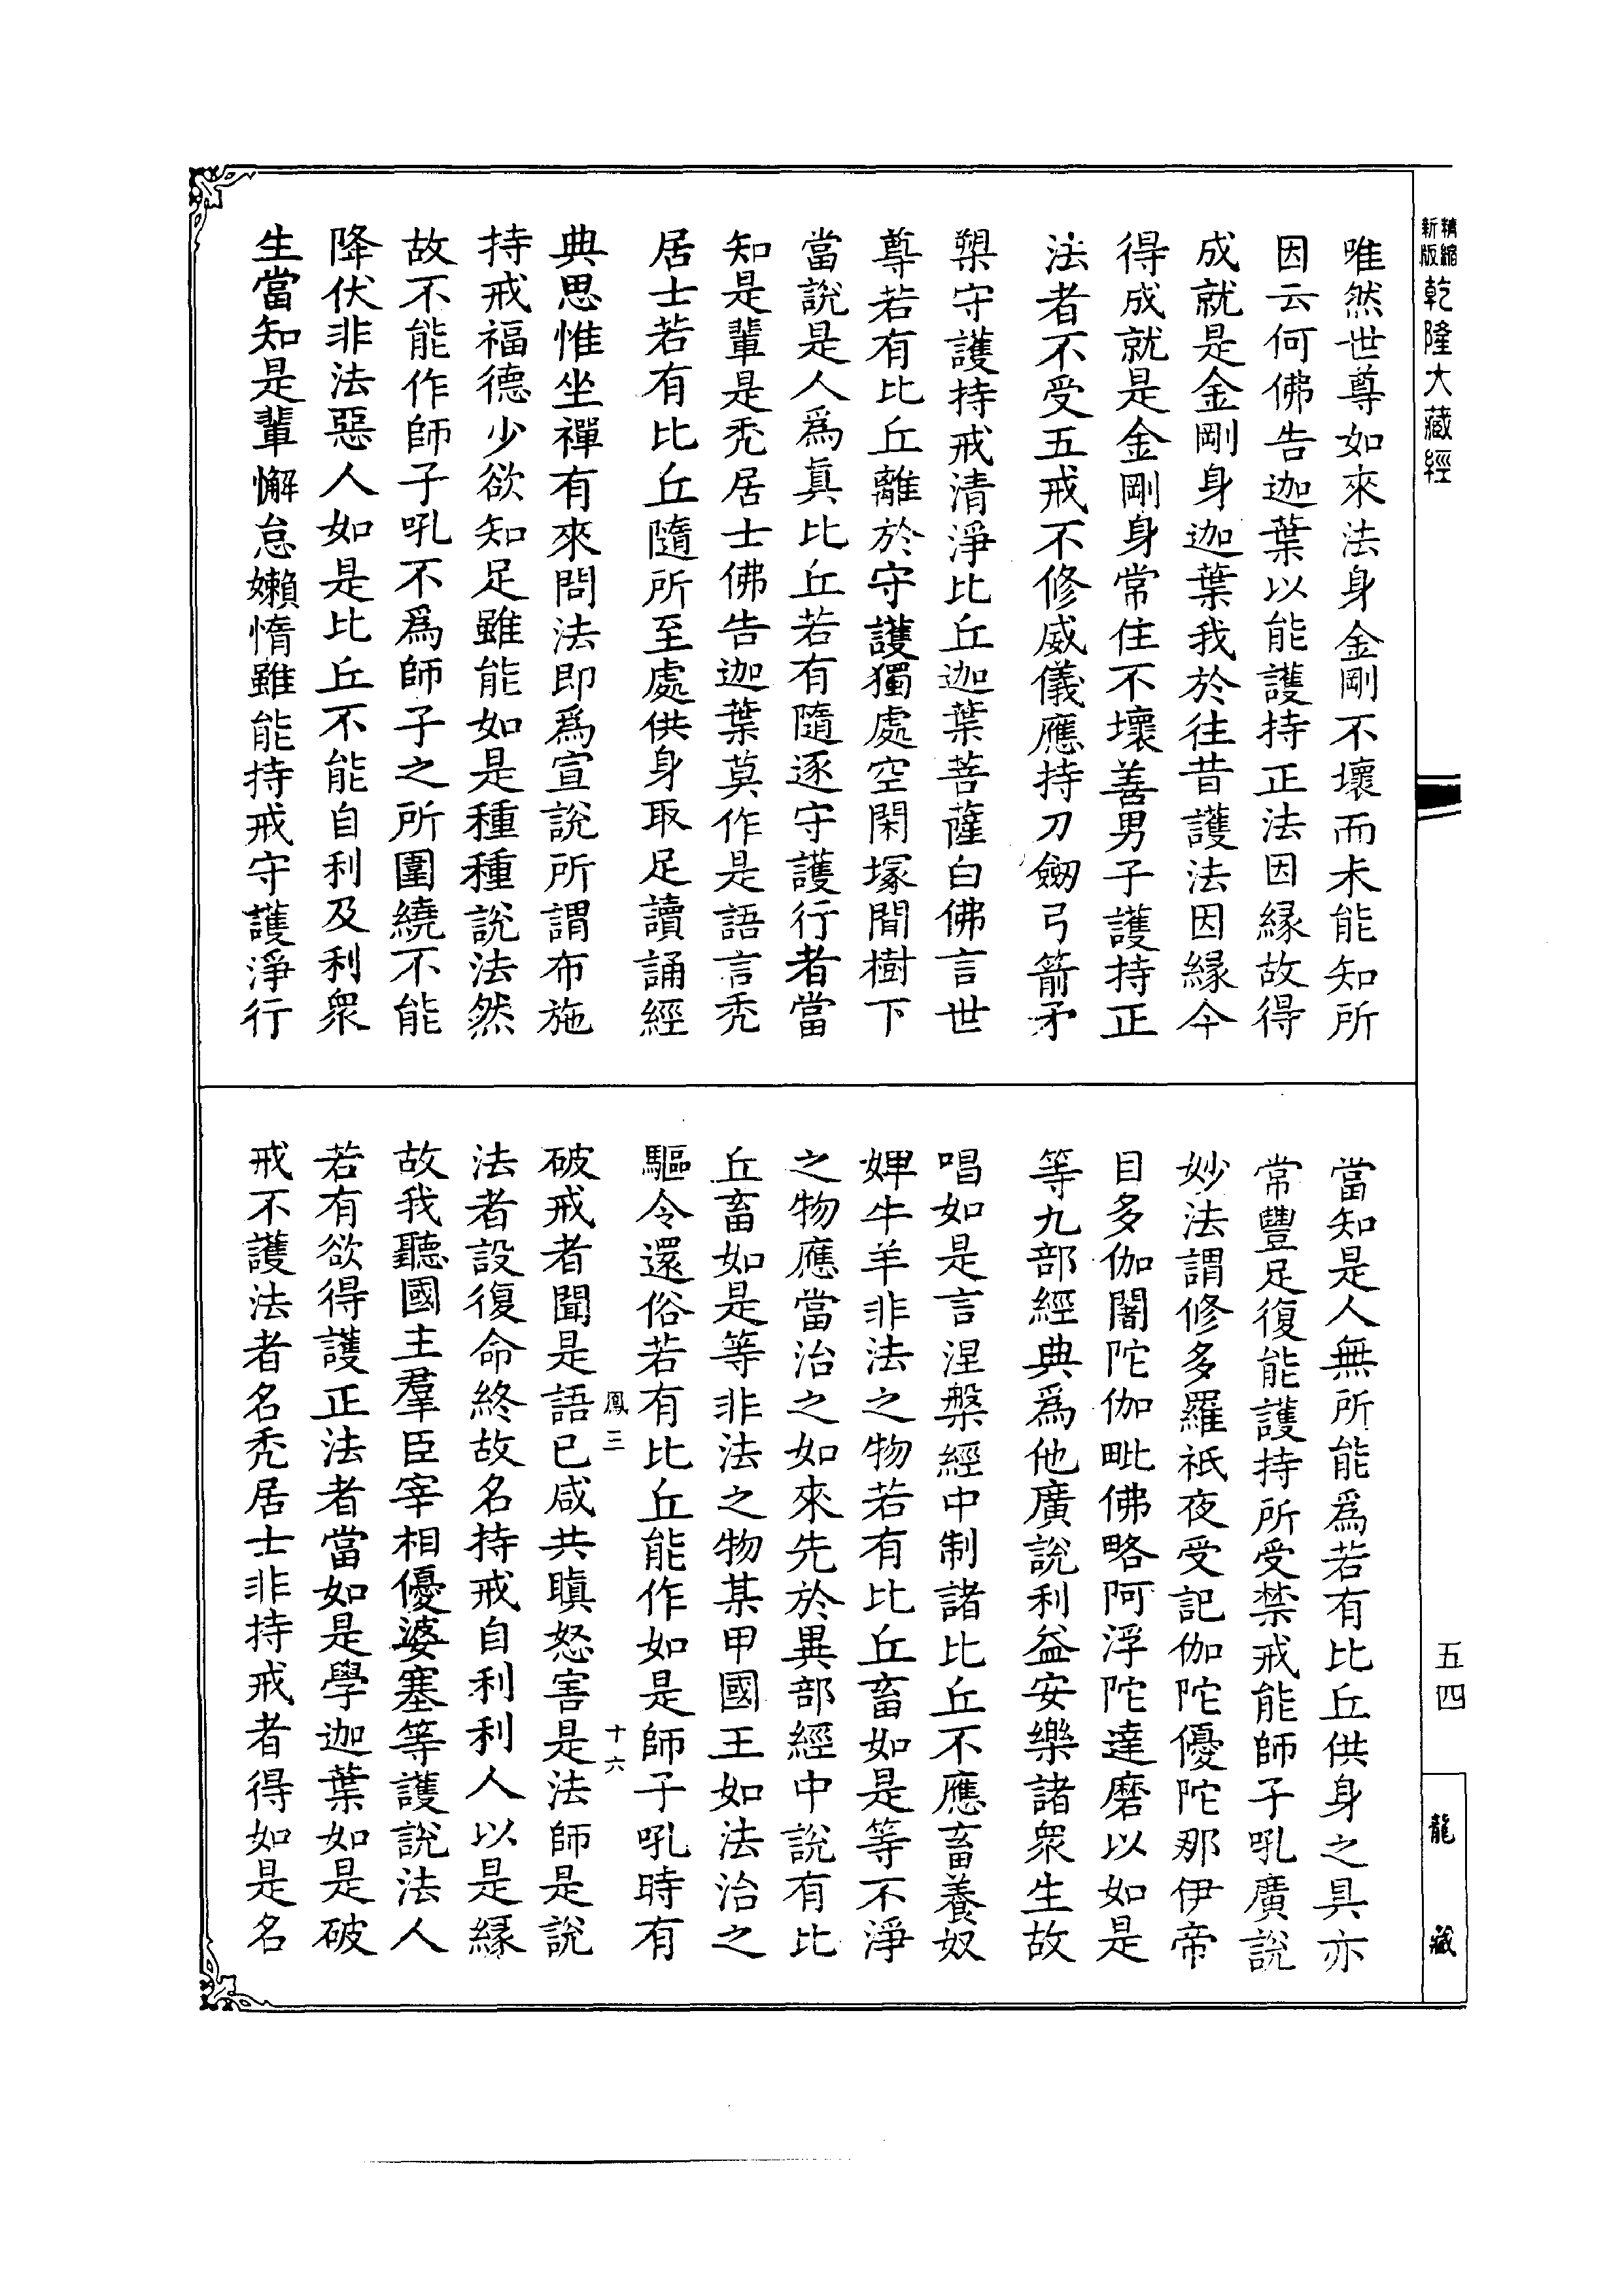 精縮
新版
乾隆大藏經
唯然世尊如來法身金剛不壞而未能知所
因云何佛告迦葉以能護持正法因緣故得
成就是金剛身迦葉我於往昔護法因緣今
得成就是金剛身常住不壞善男子護持正
法者不受五戒不修威儀應持刀劒弓箭矛
槊守護持戒清淨比丘迦葉菩薩白佛言世
尊若有比丘離於守護獨處空閑塚間樹下
當說是人爲眞比丘若有隨逐守護行者當
知是輩是禿居士佛告迦葉莫作是語言禿
居士若有比丘隨所至處供身取足讀誦經
典思惟坐禪有來問法即爲宣說所謂布施
持戒福德少欲知足雖能如是種種說法然
故不能作師子吼不爲師子之所圍繞不能
降伏非法惡人如是比丘不能自利及利衆
生當知是輩懈怠嬾惰雖能持戒守護淨行
當知是人無所能爲若有比丘供身之具亦
常豐足復能護持所受禁戒能師子吼廣說
妙法謂修多羅祇夜受記伽陀優陀那伊帝
目多伽闍陀伽毗佛略阿浮陀達磨以如是
等九部經典爲他廣說利益安樂諸衆生故
唱如是言涅槃經中制諸比丘不應畜養奴
婢牛羊非法之物若有比丘畜如是等不淨
之物應當治之如來先於異部經中說有比
丘畜如是等非法之物某甲國王如法治之
驅令還俗若有比丘能作如是師子吼時有
鳳三
十六
破戒者聞是語已咸共瞋怒害是法師是說
法者設復命終故名持戒自利利人以是緣
故我聽國主羣臣宰相優婆塞等護說法人
若有欲得護正法者當如是學迦葉如是破
戒不護法者名禿居士非持戒者得如是名
五四
龍藏